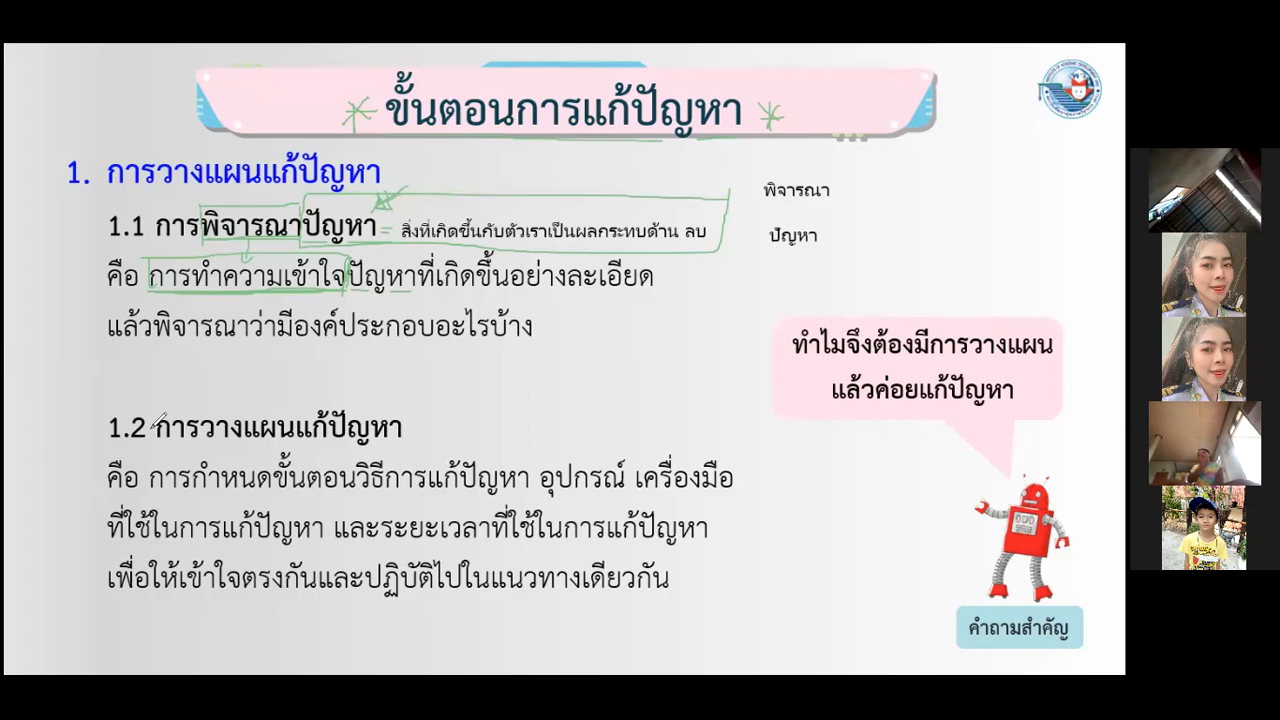 ขั้นตอนการแก้ปัญหา
1. การวางแผนแก้ปัญหา
1.1 การพิจารณาปัญหา = สิ่งที่เกิดขึ้นกับตัวเราเป็นผลกระทบด้าน ลบ
คือ การทำความเข้าใจปัญหาที่เกิดขึ้นอย่างละเอียด
แล้วพิจารณาว่ามีองค์ประกอบอะไรบ้าง
พิจารณา
ปัญหา
1.2 การวางแผนแก้ปัญหา
คือ การกำหนดขั้นตอนวิธีการแก้ปัญหา อุปกรณ์ เครื่องมือ
ที่ใช้ในการแก้ปัญหา และระยะเวลาที่ใช้ในการแก้ปัญหา
เพื่อให้เข้าใจตรงกันและปฏิบัติไปในแนวทางเดียวกัน
ทำไมจึงต้องมีการวางแผน
แล้วค่อยแก้ปัญหา
คำถามสำคัญ